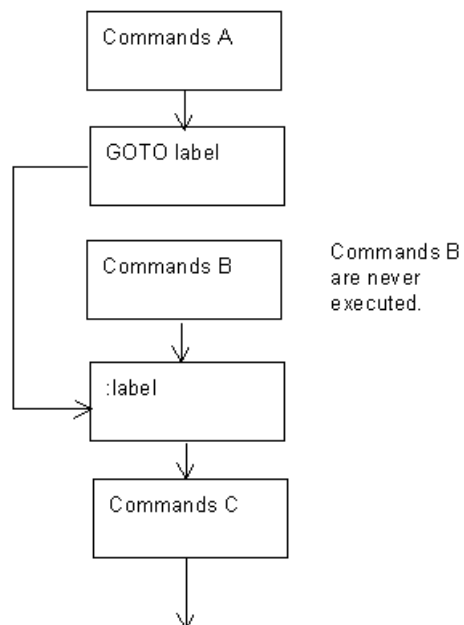 Commands A
GOTO label
Commands B
Commands B
are never
executed.
:label
Commands C